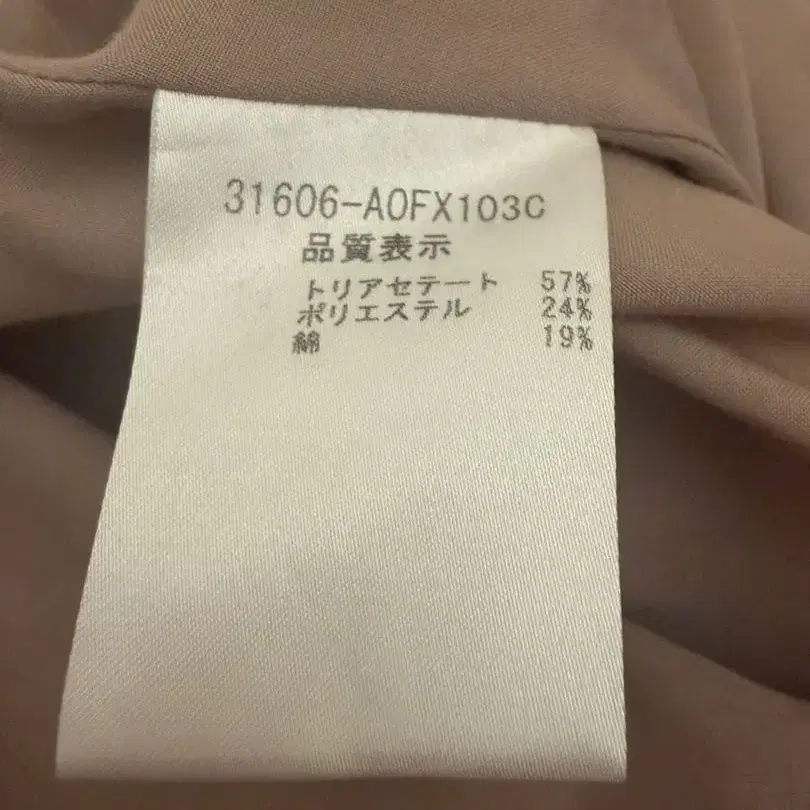 31606-A0FX103C
品質表示
トリアセテート 57%
ポリエステル 24%
綿 19%